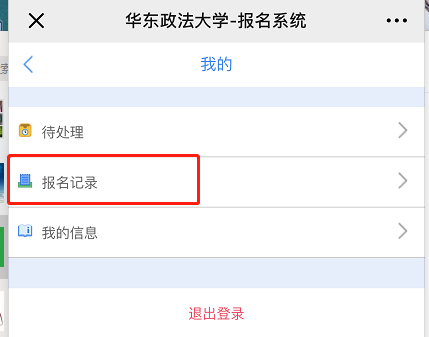 华东政法大学-报名系统
我的
待处理
报名记录
我的信息
退出登录